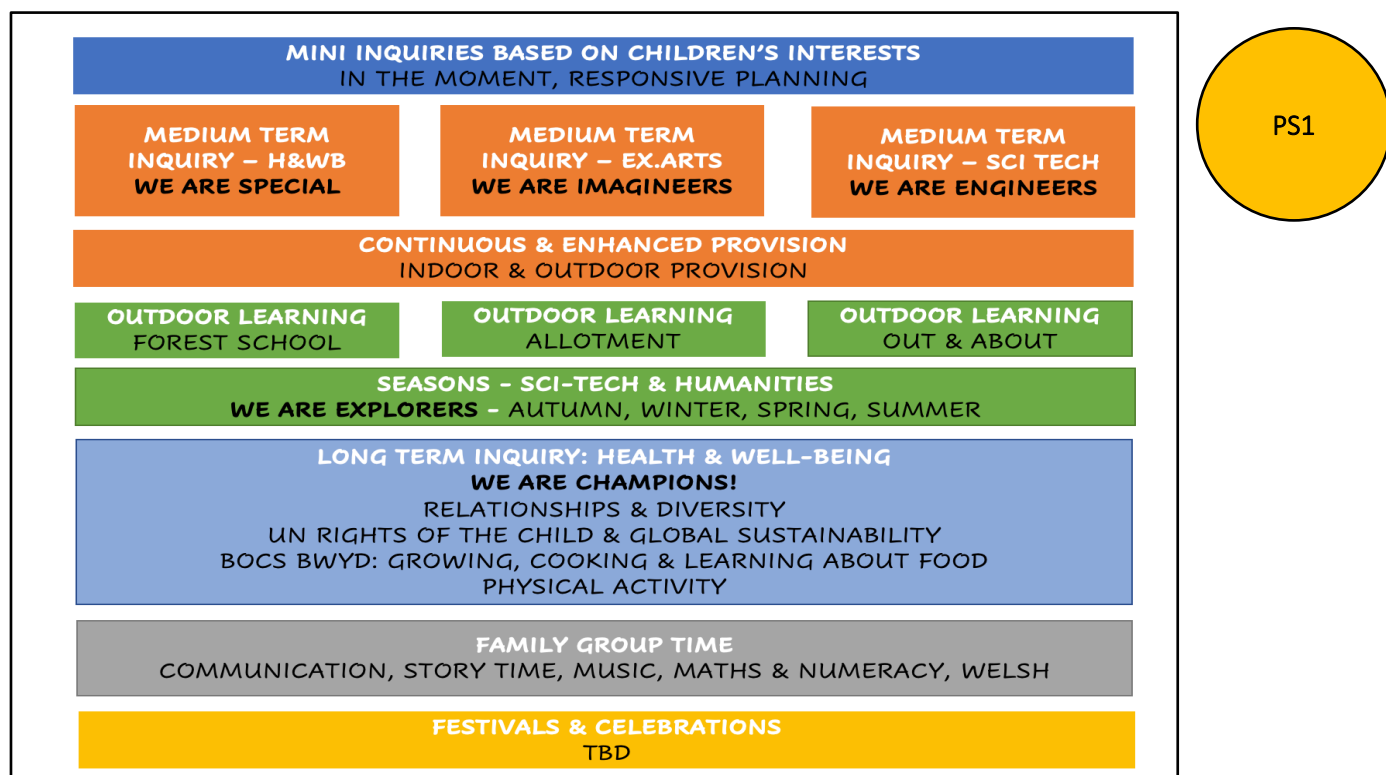 MINI INQUIRIES BASED ON CHILDREN'S INTERESTS
IN THE MOMENT, RESPONSIVE PLANNING
PS1
MEDIUM TERM
INQUIRY – H&WB
WE ARE SPECIAL
MEDIUM TERM
INQUIRY – EX.ARTS
WE ARE IMAGINEERS
MEDIUM TERM
INQUIRY – SCI TECH
WE ARE ENGINEERS
CONTINUOUS & ENHANCED PROVISION
INDOOR & OUTDOOR PROVISION
OUTDOOR LEARNING
FOREST SCHOOL
OUTDOOR LEARNING
ALLOTMENT
OUTDOOR LEARNING
OUT & ABOUT
SEASONS - SCI-TECH & HUMANITIES
WE ARE EXPLORERS - AUTUMN, WINTER, SPRING, SUMMER
LONG TERM INQUIRY: HEALTH & WELL-BEING
WE ARE CHAMPIONS!
RELATIONSHIPS & DIVERSITY
UN RIGHTS OF THE CHILD & GLOBAL SUSTAINABILITY
BOCS BWYD: GROWING, COOKING & LEARNING ABOUT FOOD
PHYSICAL ACTIVITY
FAMILY GROUP TIME
COMMUNICATION, STORY TIME, MUSIC, MATHS & NUMERACY, WELSH
FESTIVALS & CELEBRATIONS
TBD